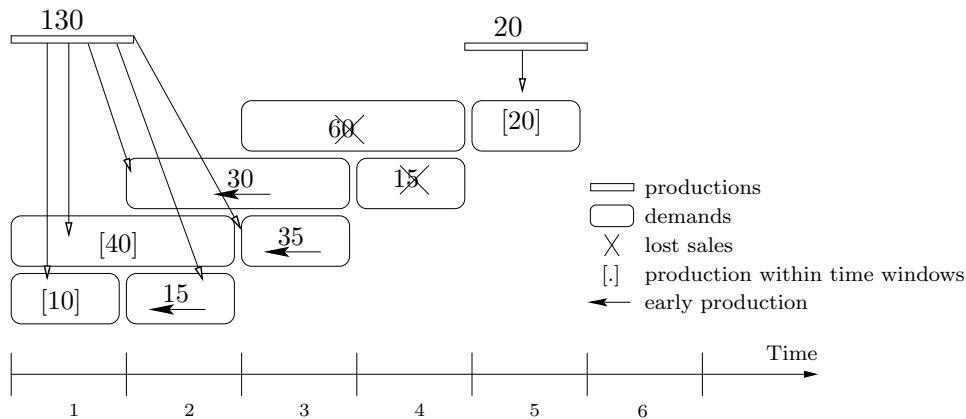 130
20
60
[20]
30
15
[40]
35
[10]
15
productions
demands
lost sales
[.] production within time windows
early production
Time
1 2 3 4 5 6